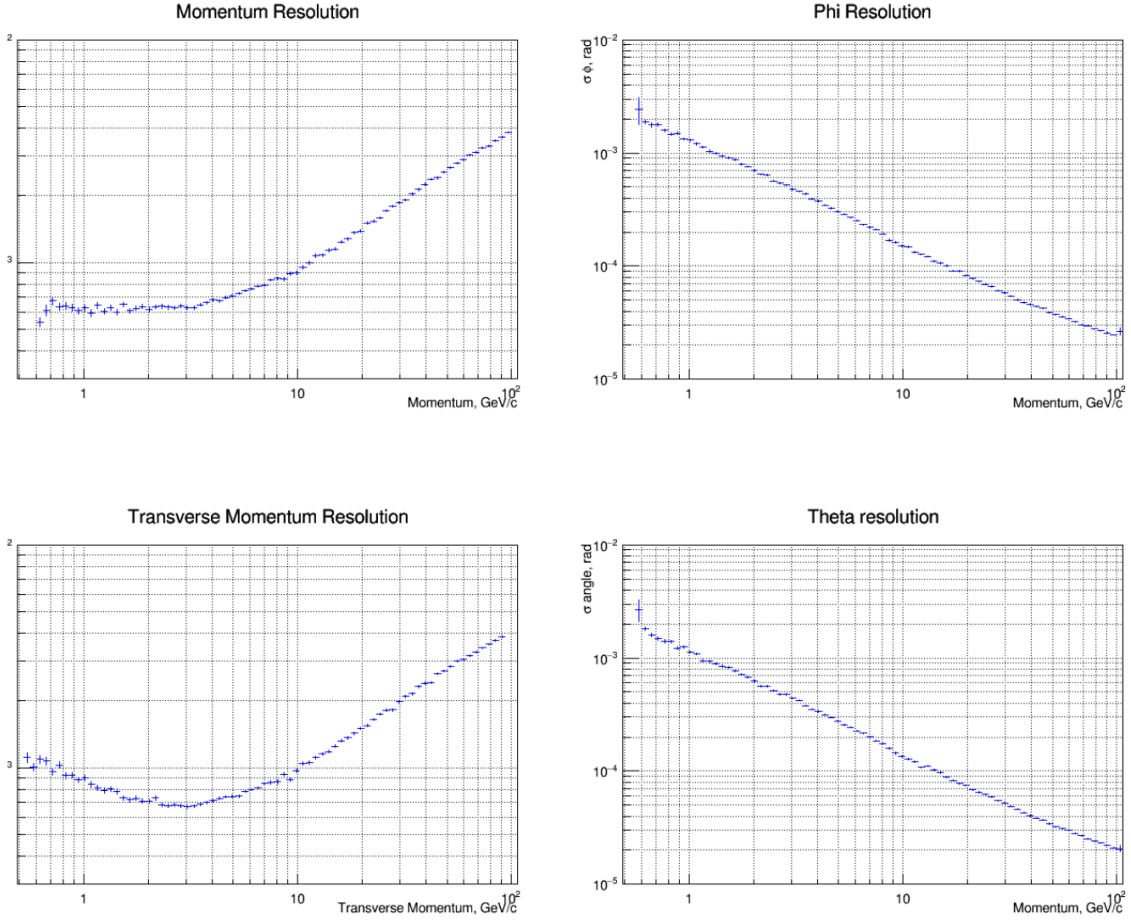 Momentum Resolution
2
3
1
10
10²
Momentum, GeV/c
Phi Resolution
σ ϕ, rad
10⁻²
10⁻³
10⁻⁴
10⁻⁵
1
10
10²
Momentum, GeV/c
Transverse Momentum Resolution
2
3
1
10
10²
Transverse Momentum, GeV/c
Theta resolution
σ angle, rad
10⁻²
10⁻³
10⁻⁴
10⁻⁵
1
10
10²
Momentum, GeV/c